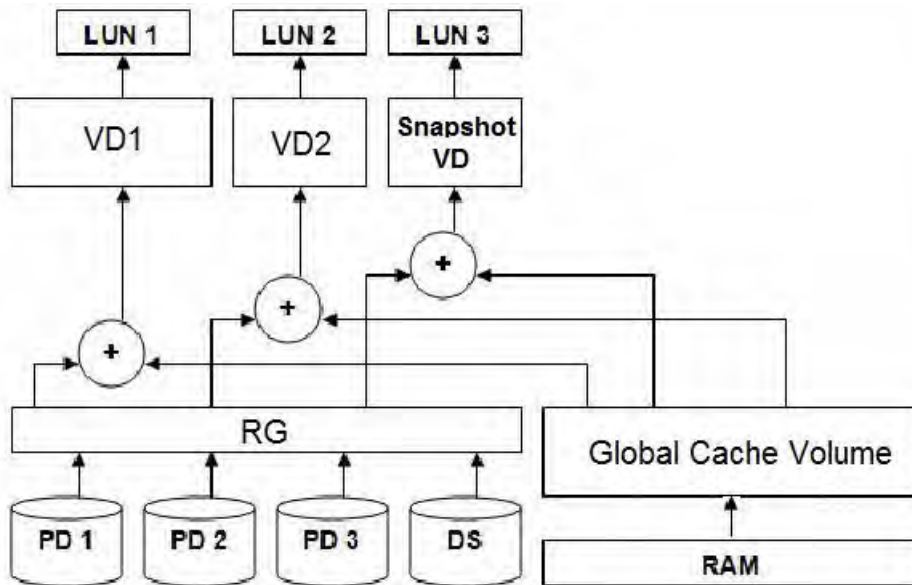 LUN 1
LUN 2
LUN 3
VD1
VD2
Snapshot
VD
+
+
+
RG
Global Cache Volume
PD 1
PD 2
PD 3
DS
RAM